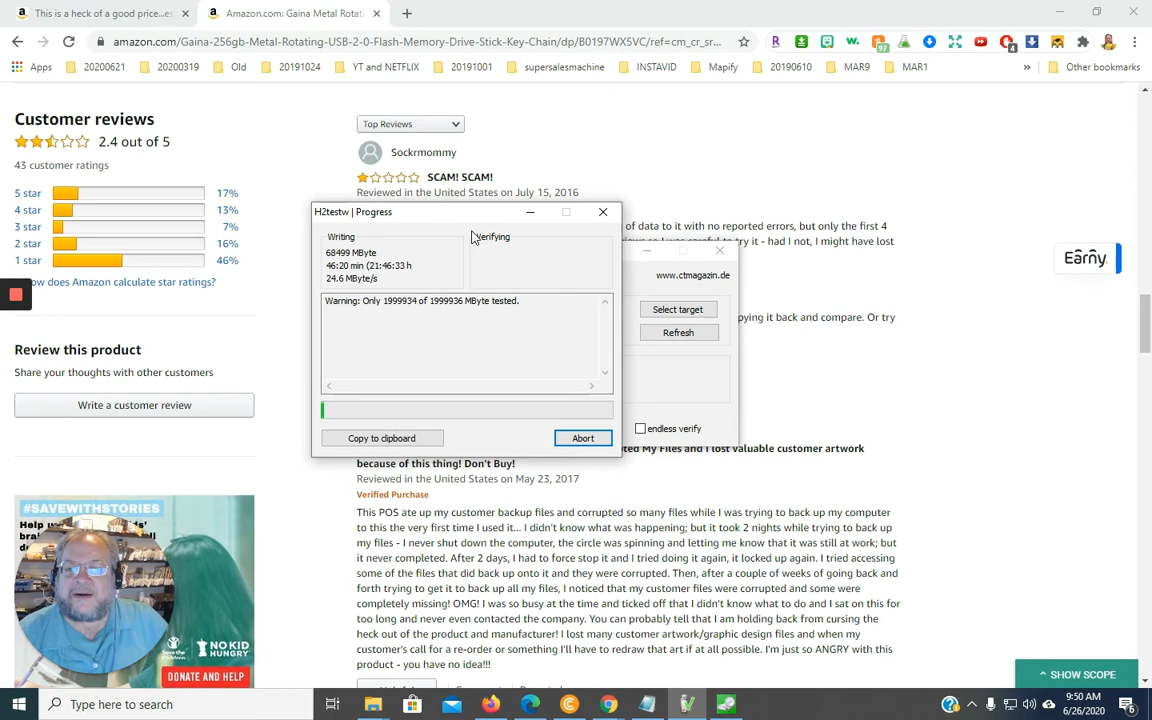 This is a heck of a good price...es
Amazon.com: Gaina Metal Rotati
amazon.com/Gaina-256gb-Metal-Rotating-USB-2-0-Flash-Memory-Drive-Stick-Key-Chain/dp/B0197WX5VC/ref=cm_cr_sr...
Apps 20200621 20200319 Old 20191024 YT and NETFLIX 20191001 supersalesmachine INSTAVID Mapify 20190610 MAR9 MAR1 » Other bookmarks
Customer reviews
2.4 out of 5
43 customer ratings
5 star 17%
4 star 13%
3 star 7%
2 star 16%
1 star 46%
ow does Amazon calculate star ratings?
Review this product
Share your thoughts with other customers
Write a customer review
#SAVEWITHSTORIES
Help
Save the Children
NO KID HUNGRY
DONATE AND HELP
Top Reviews
Sockrmommy
SCAM! SCAM!
Reviewed in the United States on July 15, 2016
of data to it with no reported errors, but only the first 4
pying it back and compare. Or try
H2testw | Progress
Writing
68499 MByte
46:20 min (21:46:33 h
24.6 MByte/s
Verifying
Warning: Only 1999934 of 1999936 MByte tested.
Copy to clipboard
Abort
www.ctmagazin.de
Select target
Refresh
endless verify
Earny.
ted My Files and I lost valuable customer artwork
because of this thing! Don't Buy!
Reviewed in the United States on May 23, 2017
Verified Purchase
This POS ate up my customer backup files and corrupted so many files while I was trying to back up my computer
to this the very first time I used it... I didn't know what was happening; but it took 2 nights while trying to back up
my files - I never shut down the computer, the circle was spinning and letting me know that it was still at work; but
it never completed. After 2 days, I had to force stop it and I tried doing it again, it locked up again. I tried accessing
some of the files that did back up onto it and they were corrupted. Then, after a couple of weeks of going back and
forth trying to get it to back up all my files, I noticed that my customer files were corrupted and some were
completely missing! OMG! I was so busy at the time and ticked off that I didn't know what to do and I sat on this for
too long and never even contacted the company. You can probably tell that I am holding back from cursing the
heck out of the product and manufacturer! I lost many customer artwork/graphic design files and when my
customer's call for a re-order or something I'll have to redraw that art if at all possible. I'm just so ANGRY with this
product - you have no idea!!!
SHOW SCOPE
Type here to search
9:50 AM
6/26/2020